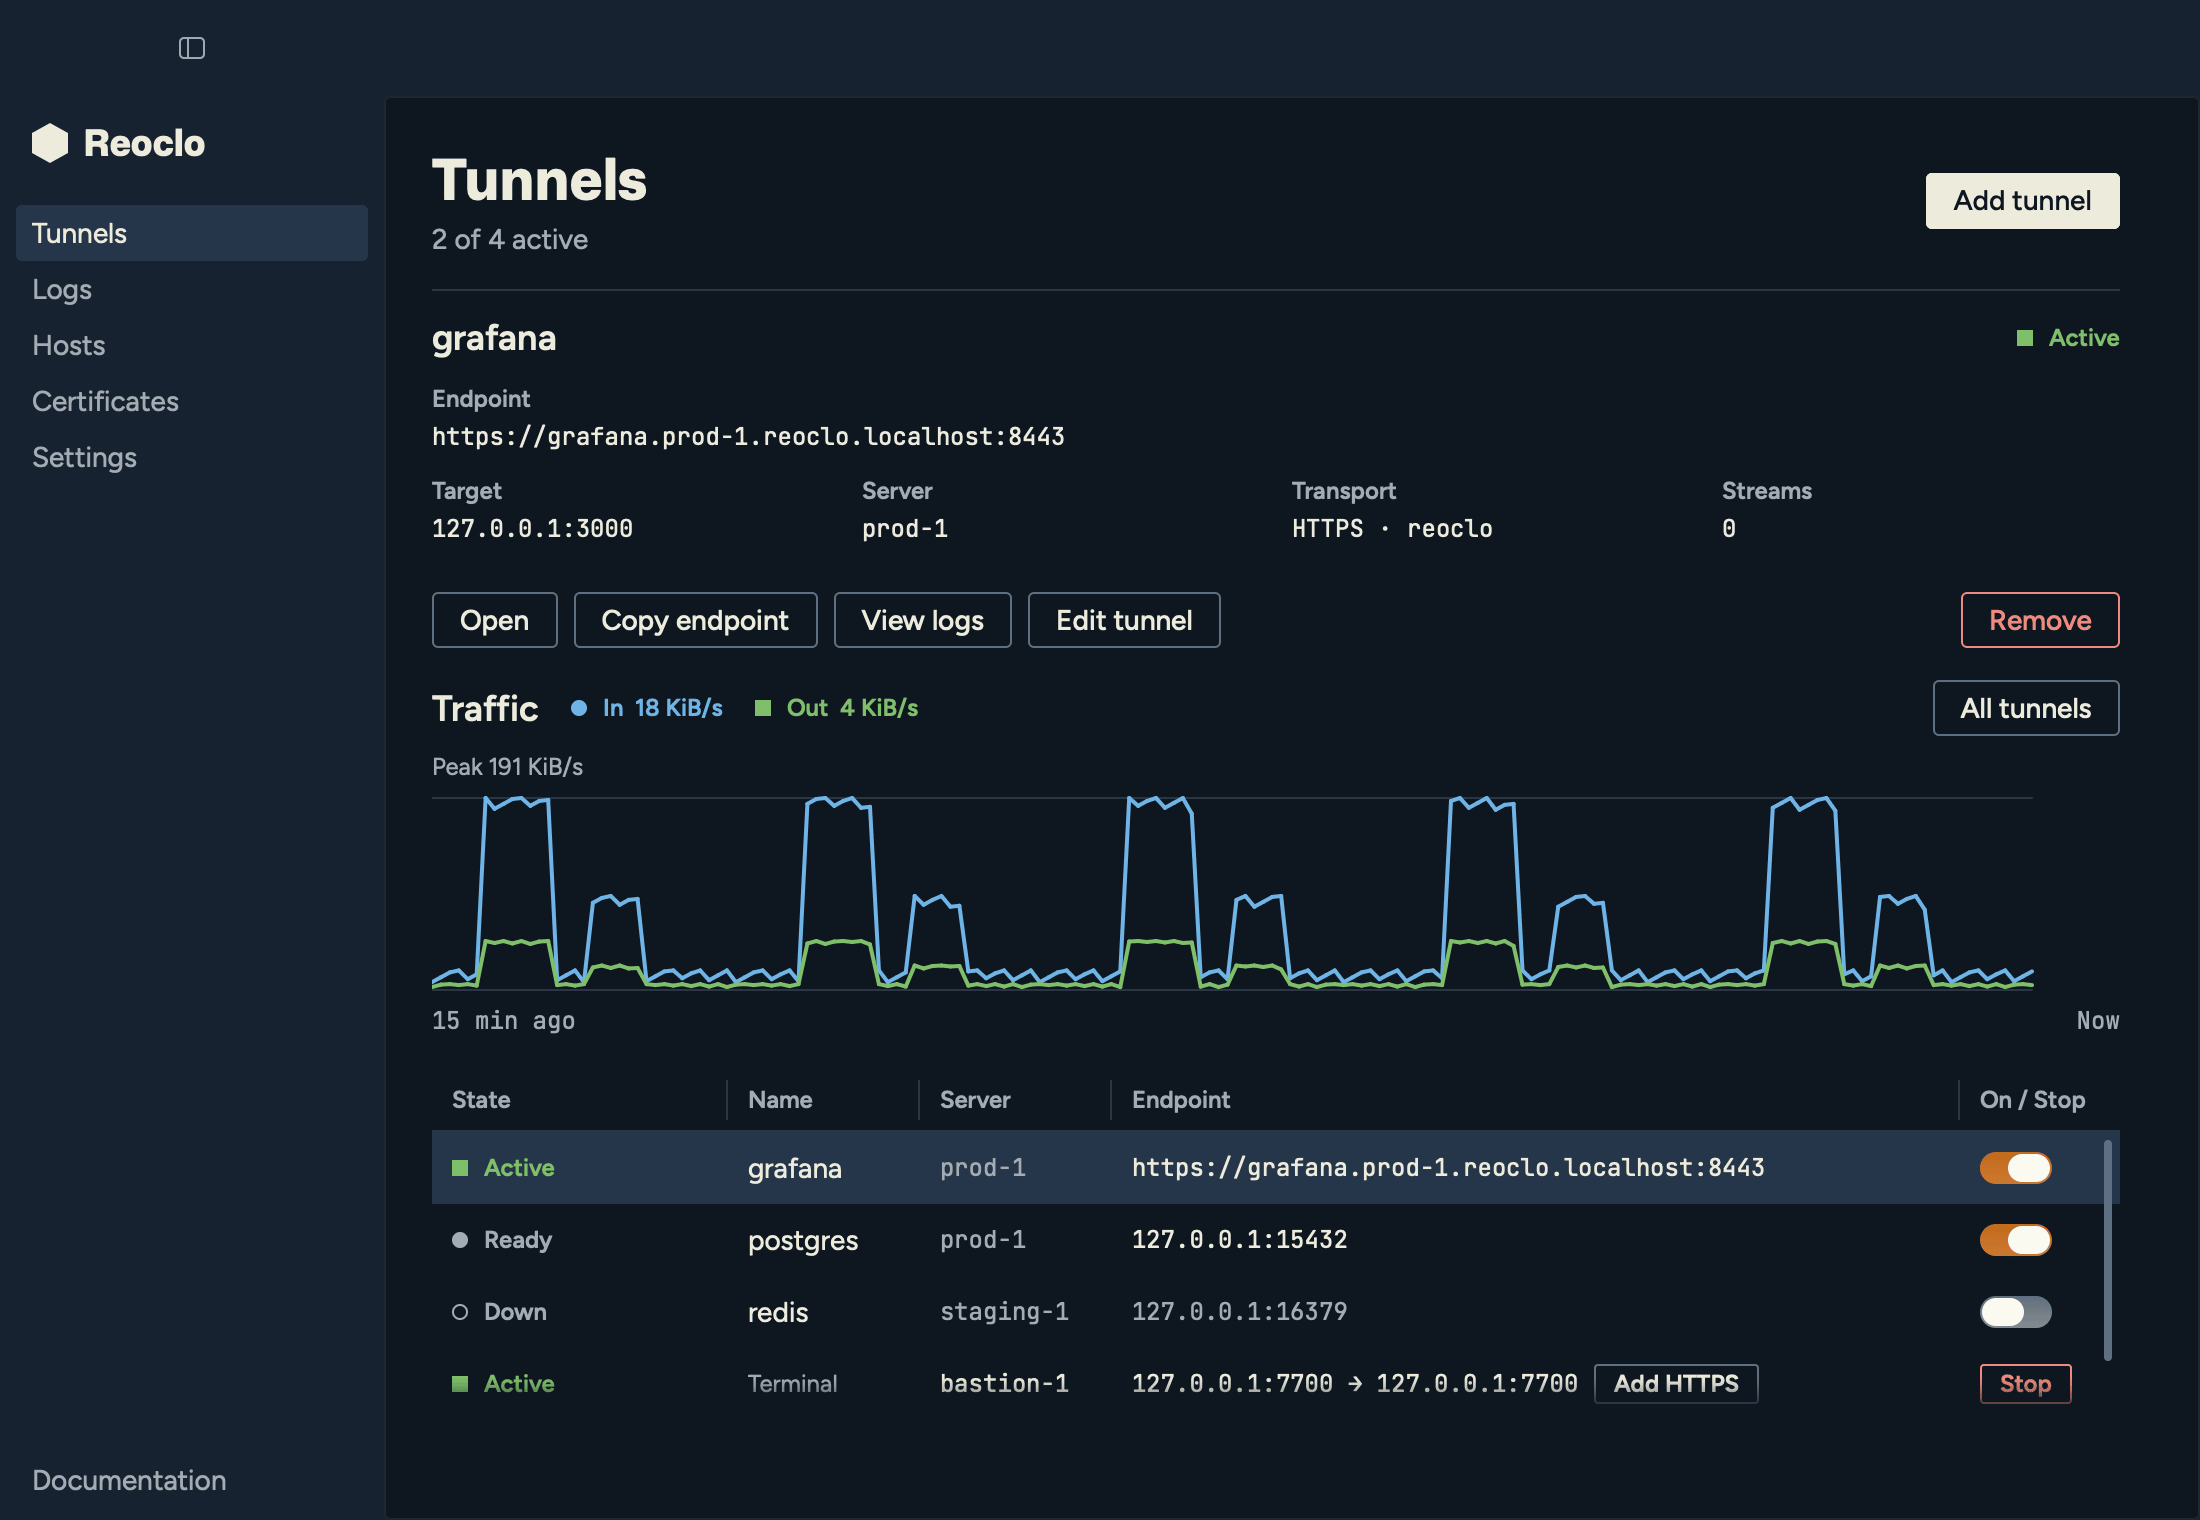 Reoclo
Tunnels
Logs
Hosts
Certificates
Settings
Documentation
Tunnels
2 of 4 active
Add tunnel
grafana
Active
Endpoint
https://grafana.prod-1.reoclo.localhost:8443
Target Server Transport Streams
127.0.0.1:3000 prod-1 HTTPS · reoclo 0
Open Copy endpoint View logs Edit tunnel Remove
Traffic In 18 KiB/s Out 4 KiB/s All tunnels
Peak 191 KiB/s
15 min ago Now
State Name Server Endpoint On / Stop
Active grafana prod-1 https://grafana.prod-1.reoclo.localhost:8443
Ready postgres prod-1 127.0.0.1:15432
Down redis staging-1 127.0.0.1:16379
Active Terminal bastion-1 127.0.0.1:7700 → 127.0.0.1:7700 Add HTTPS Stop